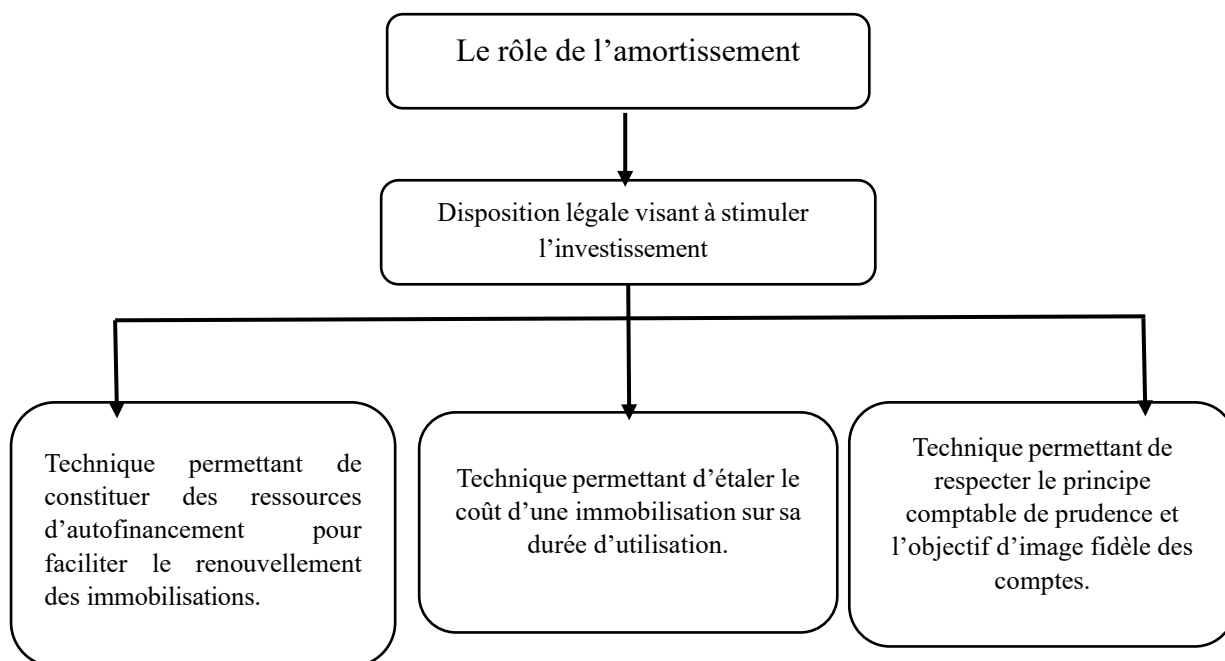 Le rôle de l’amortissement
Disposition légale visant à stimuler
l’investissement
Technique permettant de
constituer des ressources
d’autofinancement pour
faciliter le renouvellement
des immobilisations.
Technique permettant d’étaler le
coût d’une immobilisation sur sa
durée d’utilisation.
Technique permettant de
respecter le principe
comptable de prudence et
l’objectif d’image fidèle des
comptes.